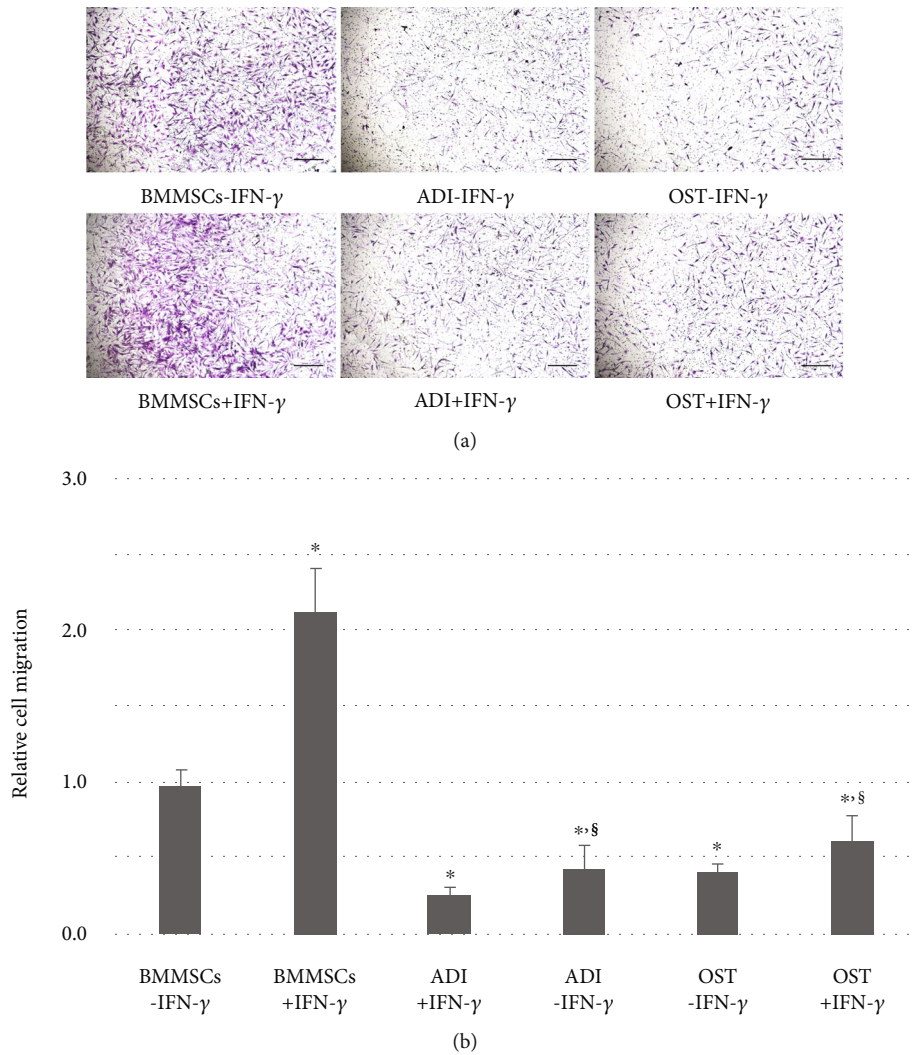 BMMSCs-IFN-γ ADI-IFN-γ OST-IFN-γ
BMMSCs+IFN-γ ADI+IFN-γ OST+IFN-γ
(a)
Relative cell migration
3.0
2.0
1.0
0.0
*
*
*,§
*
*,§
BMMSCs ADI ADI OST OST
BMMSCs
-IFN-γ +IFN-γ +IFN-γ -IFN-γ -IFN-γ +IFN-γ
(b)